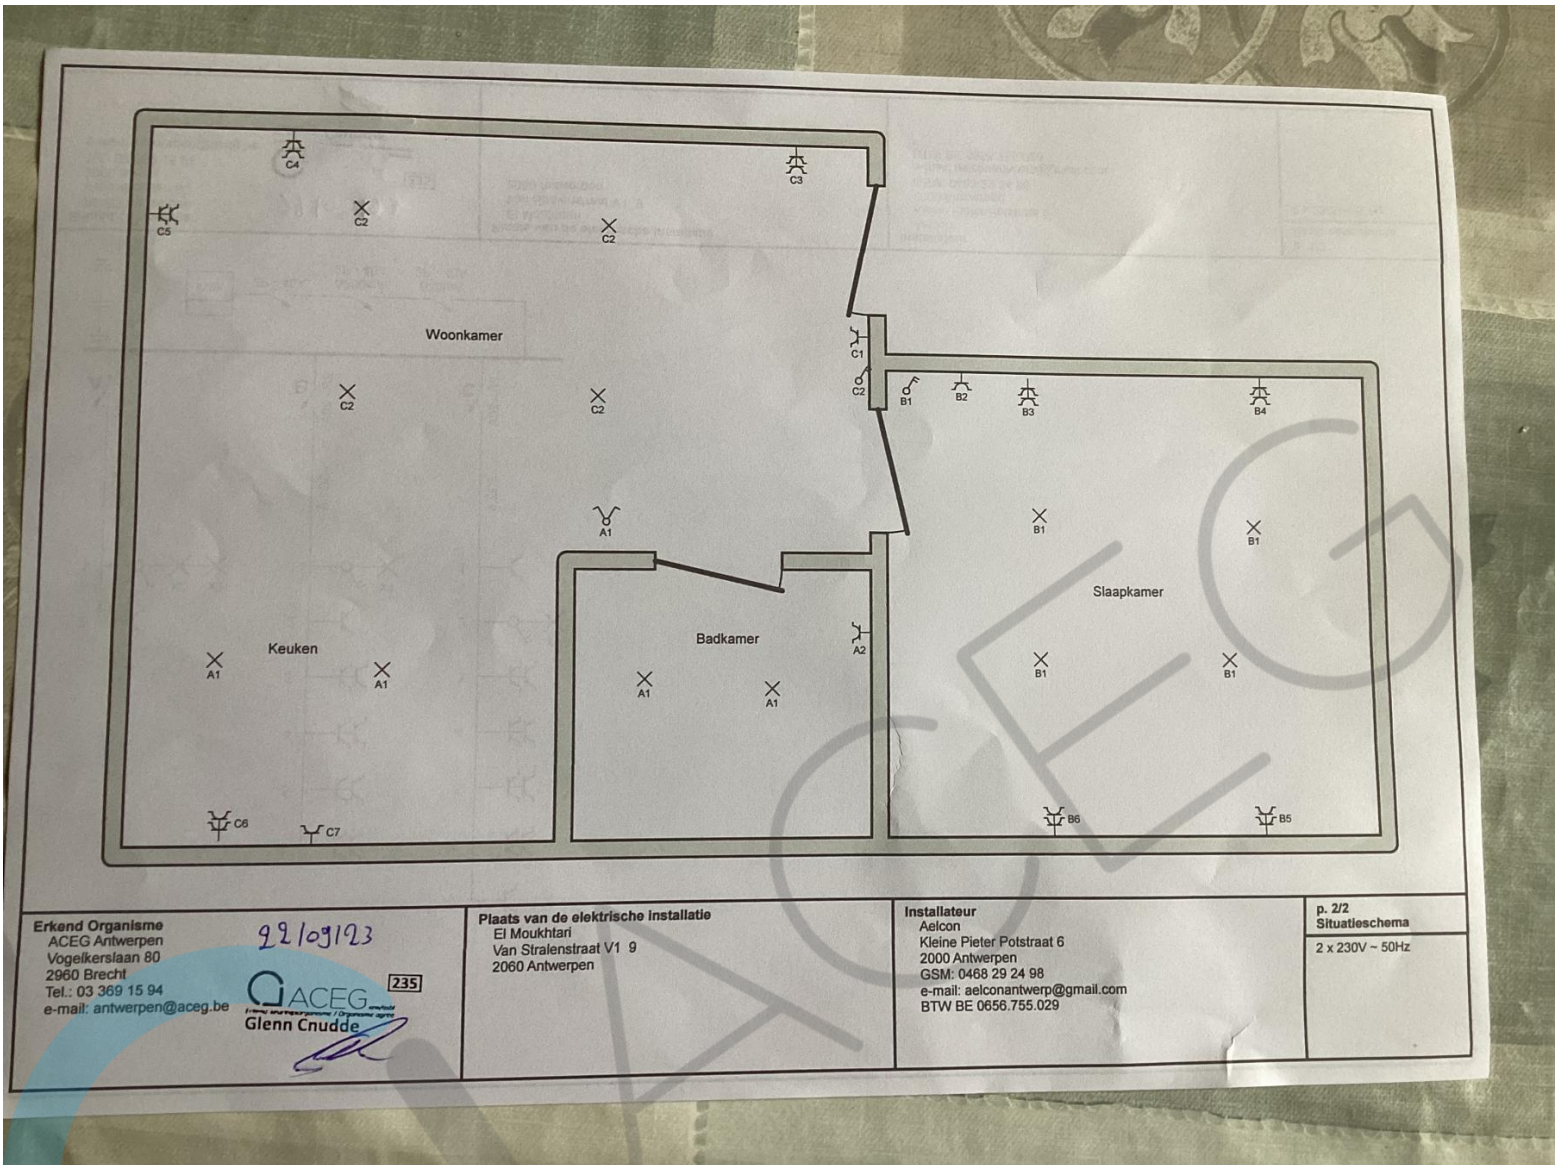 C4
C3
C5
C2
C2
Woonkamer
C1
C2
B1
B2
B3
B4
C2
C2
A1
B1
B1
Slaapkamer
Keuken
Badkamer
A2
A1
A1
A1
A1
B1
B1
C6
C7
B6
B5
Erkend Organisme
ACEG Antwerpen
Vogelkerslaan 80
2960 Brecht
Tel.: 03 369 15 94
e-mail: antwerpen@aceg.be
22/09/23
235
ACEG
Glenn Cnudde
Plaats van de elektrische installatie
El Moukhtari
Van Stralenstraat V1 9
2060 Antwerpen
Installateur
Aelcon
Kleine Pieter Potstraat 6
2000 Antwerpen
GSM: 0468 29 24 98
e-mail: aelconantwerp@gmail.com
BTW BE 0656.755.029
p. 2/2
Situatieschema
2 x 230V ~ 50Hz
ACEG